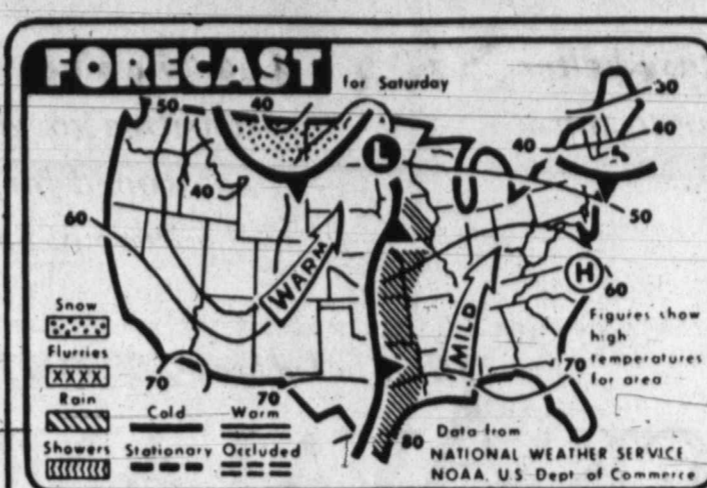 FORECAST
for Saturday
50 40 30
40 40
40
60 50
L
WARM
H
60
MILD
Snow
Flurries
XXXX
Rain
Showers
70 70 70
Cold Warm
Stationary Occluded
80
Figures show
high
temperatures
for area
Data from
NATIONAL WEATHER SERVICE
NOAA, U.S. Dept of Commerce